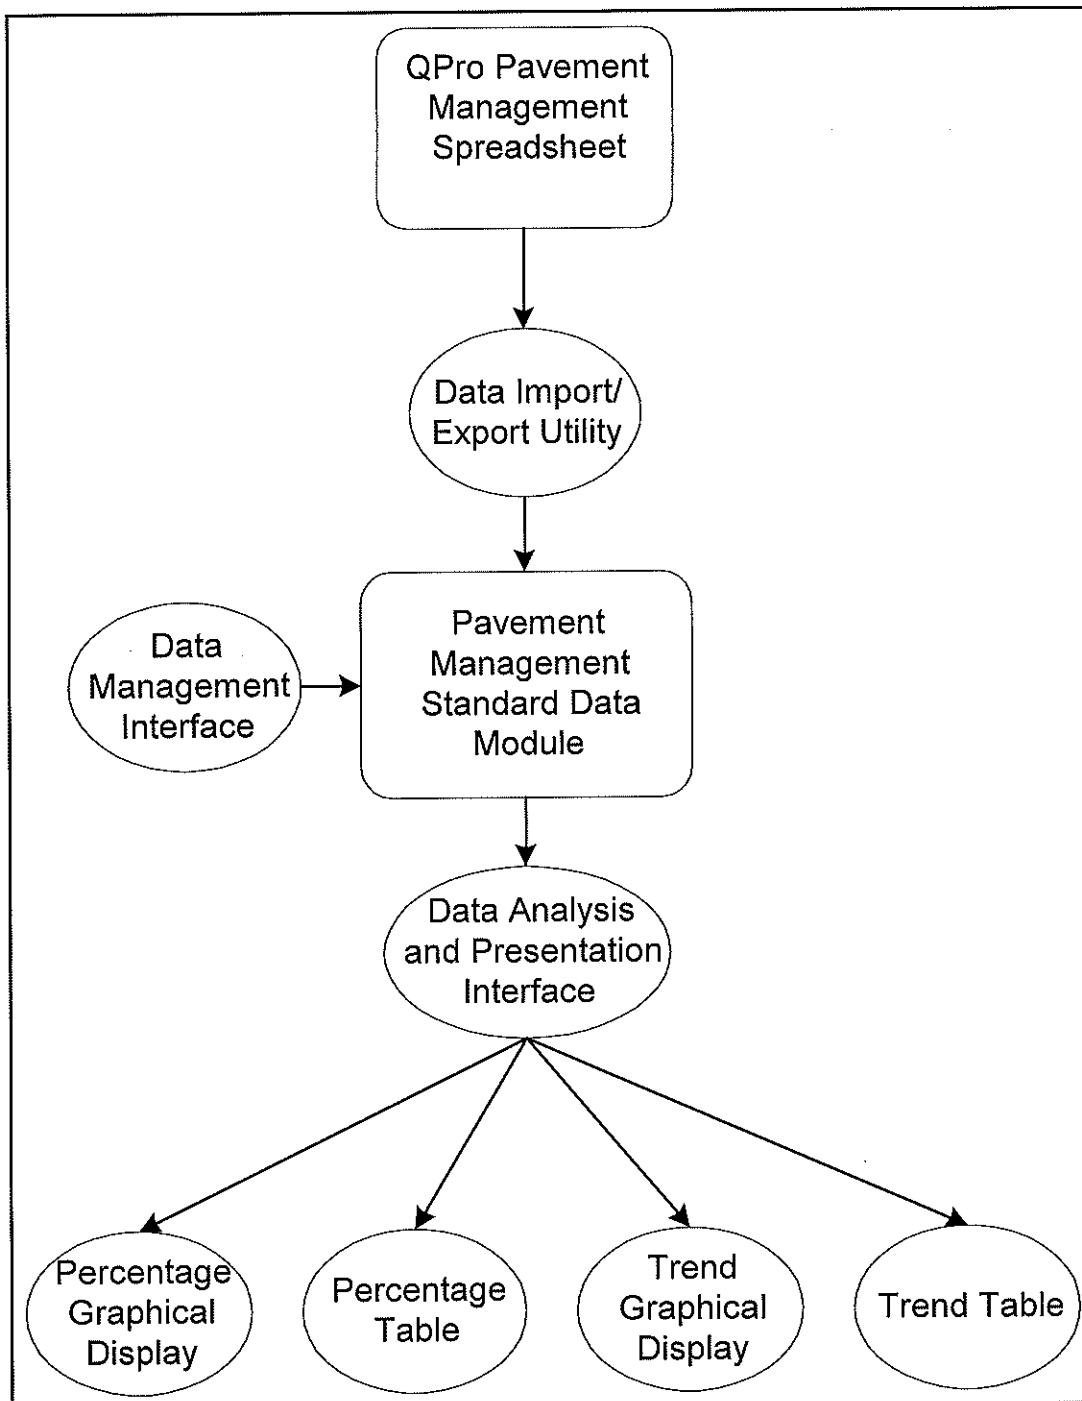 QPro Pavement
Management
Spreadsheet
Data Import/
Export Utility
Data
Management
Interface
Pavement
Management
Standard Data
Module
Data Analysis
and Presentation
Interface
Percentage
Graphical
Display
Percentage
Table
Trend
Graphical
Display
Trend Table